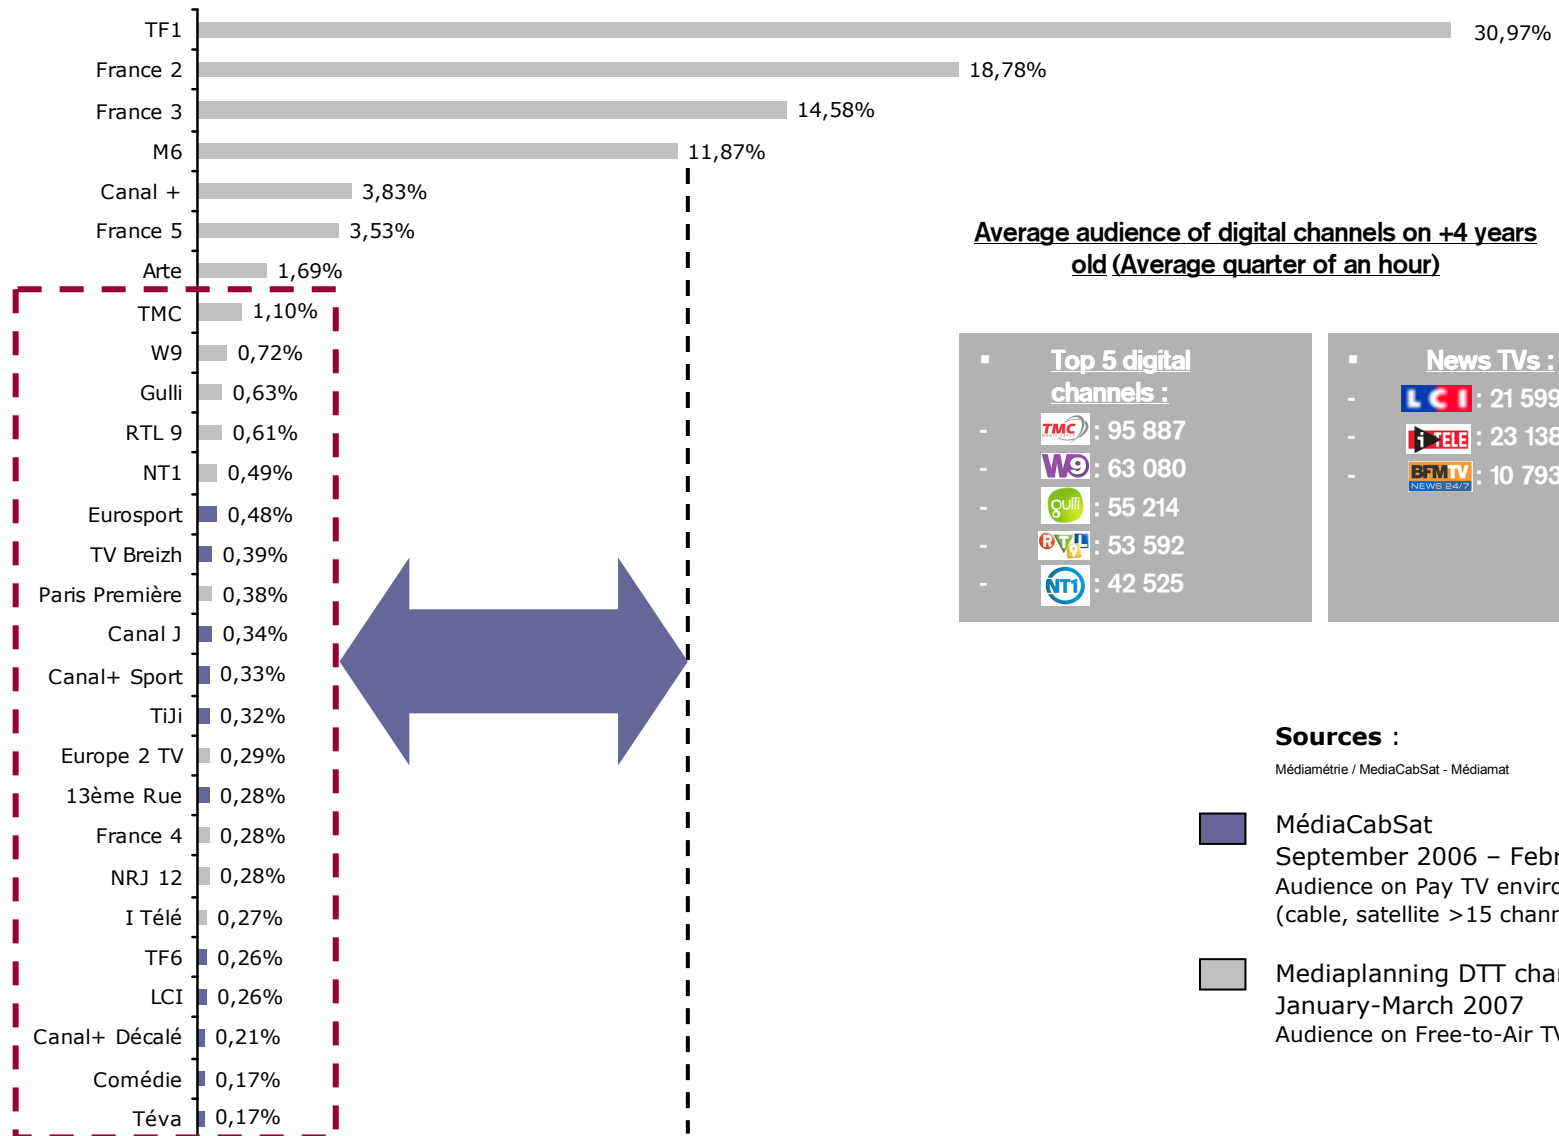 TF1 30,97%
France 2 18,78%
France 3 14,58%
M6 11,87%
Canal + 3,83%
France 5 3,53%
Arte 1,69%
TMC 1,10%
W9 0,72%
Gulli 0,63%
RTL 9 0,61%
NT1 0,49%
Eurosport 0,48%
TV Breizh 0,39%
Paris Première 0,38%
Canal J 0,34%
Canal+ Sport 0,33%
TiJi 0,32%
Europe 2 TV 0,29%
13ème Rue 0,28%
France 4 0,28%
NRJ 12 0,28%
I Télé 0,27%
TF6 0,26%
LCI 0,26%
Canal+ Décalé 0,21%
Comédie 0,17%
Téva 0,17%
Average audience of digital channels on +4 years
old (Average quarter of an hour)
▪ Top 5 digital
channels :
- TMC : 95 887
- W9 : 63 080
- gulli : 55 214
- RTL9 : 53 592
- NT1 : 42 525
▪ News TVs :
- LCI : 21 599
- i TELE : 23 138
- BFMTV NEWS 24/7 : 10 793
Sources :
Médiamétrie / MediaCabSat - Médiamat
MédiaCabSat
September 2006 – Febr
Audience on Pay TV enviro
(cable, satellite >15 chann
Mediaplanning DTT char
January-March 2007
Audience on Free-to-Air TV